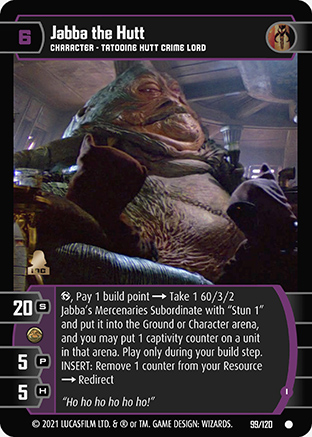 6
Jabba the Hutt
CHARACTER - TATOOINE HUTT CRIME LORD
170
20 S
5 P
5 H
, Pay 1 build point → Take 1 60/3/2
Jabba's Mercenaries Subordinate with "Stun 1"
and put it into the Ground or Character arena,
and you may put 1 captivity counter on a unit
in that arena. Play only during your build step.
INSERT: Remove 1 counter from your Resource
→ Redirect
1
"Ho ho ho ho ho ho!"
© 2021 LUCASFILM LTD. & ® or TM. GAME DESIGN: WIZARDS.
99/120